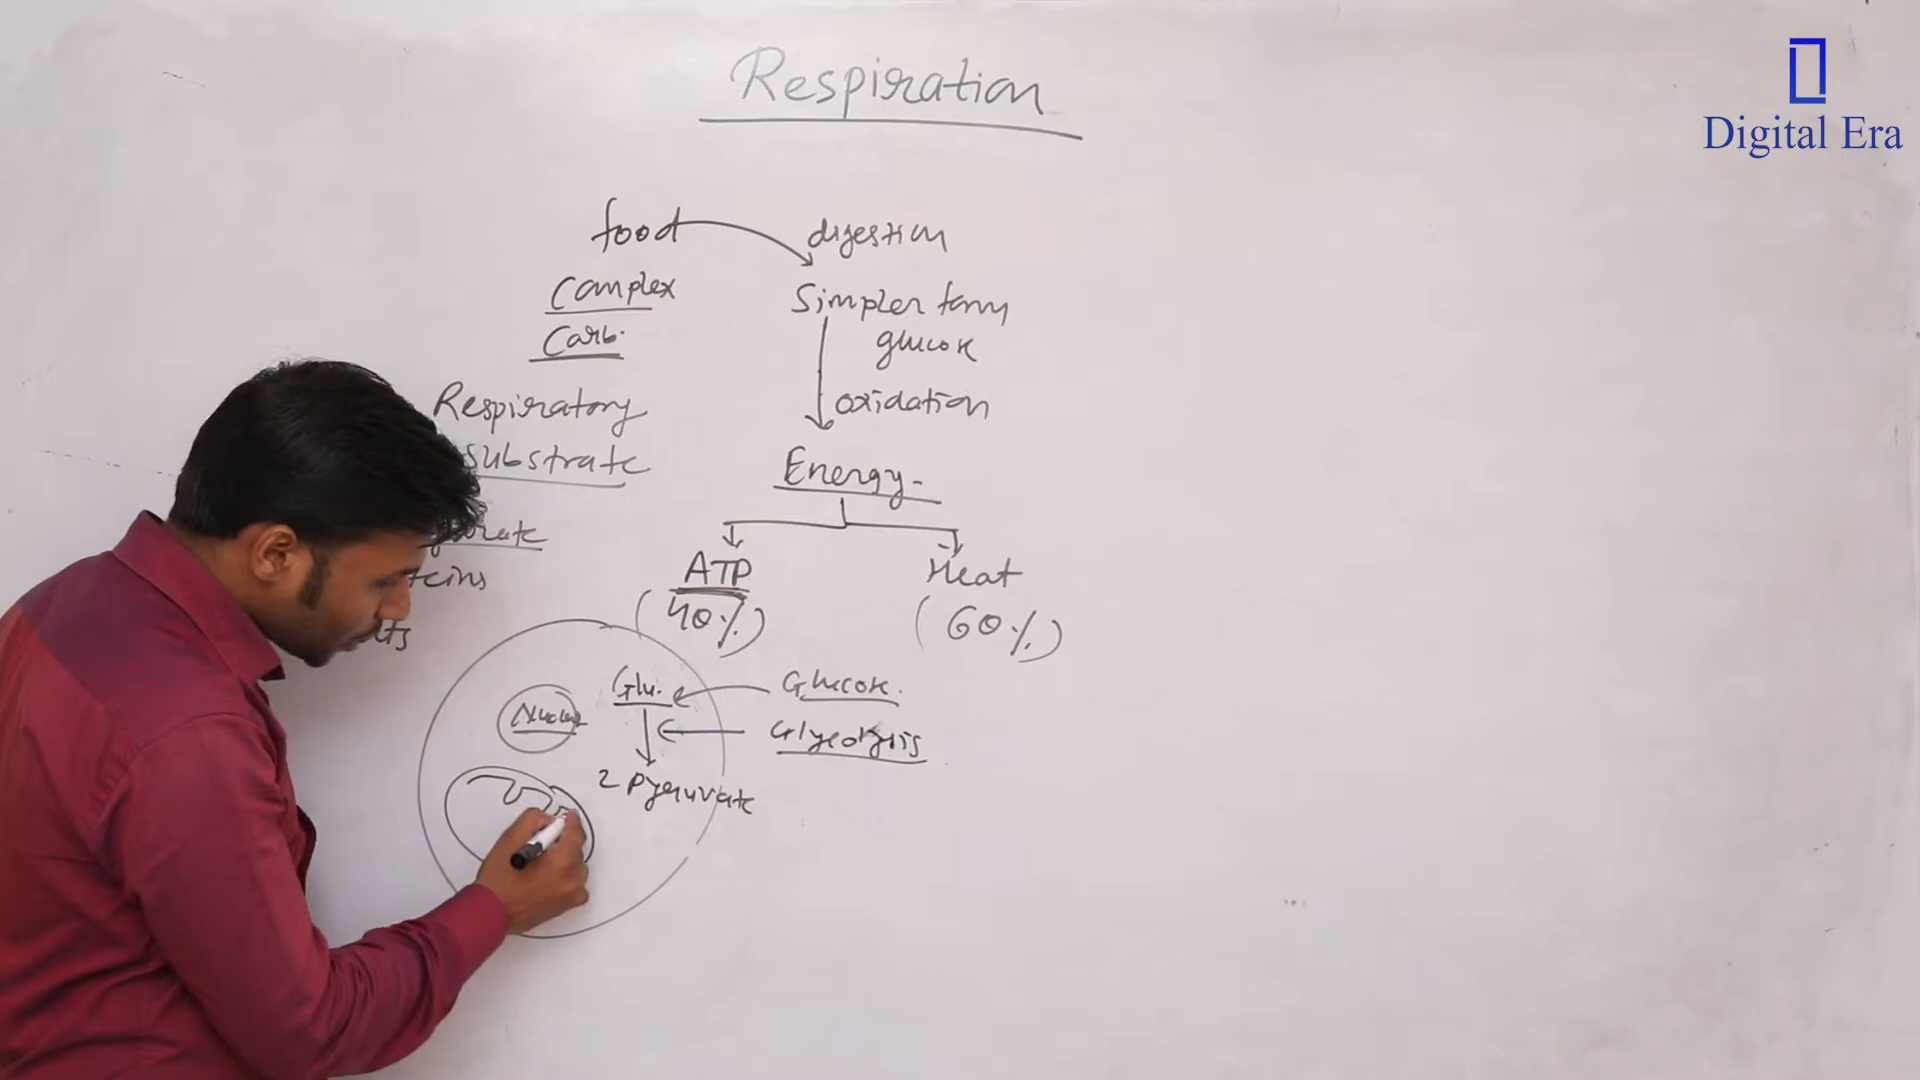 Respiration
Digital Era
food
digestion
Complex
Carb.
Simpler form
glucose
Respiratory
substrate
oxidation
Energy
ATP
(40%)
Heat
(60%)
Glu.
Glucose.
Glycolysis
2 Pyruvate